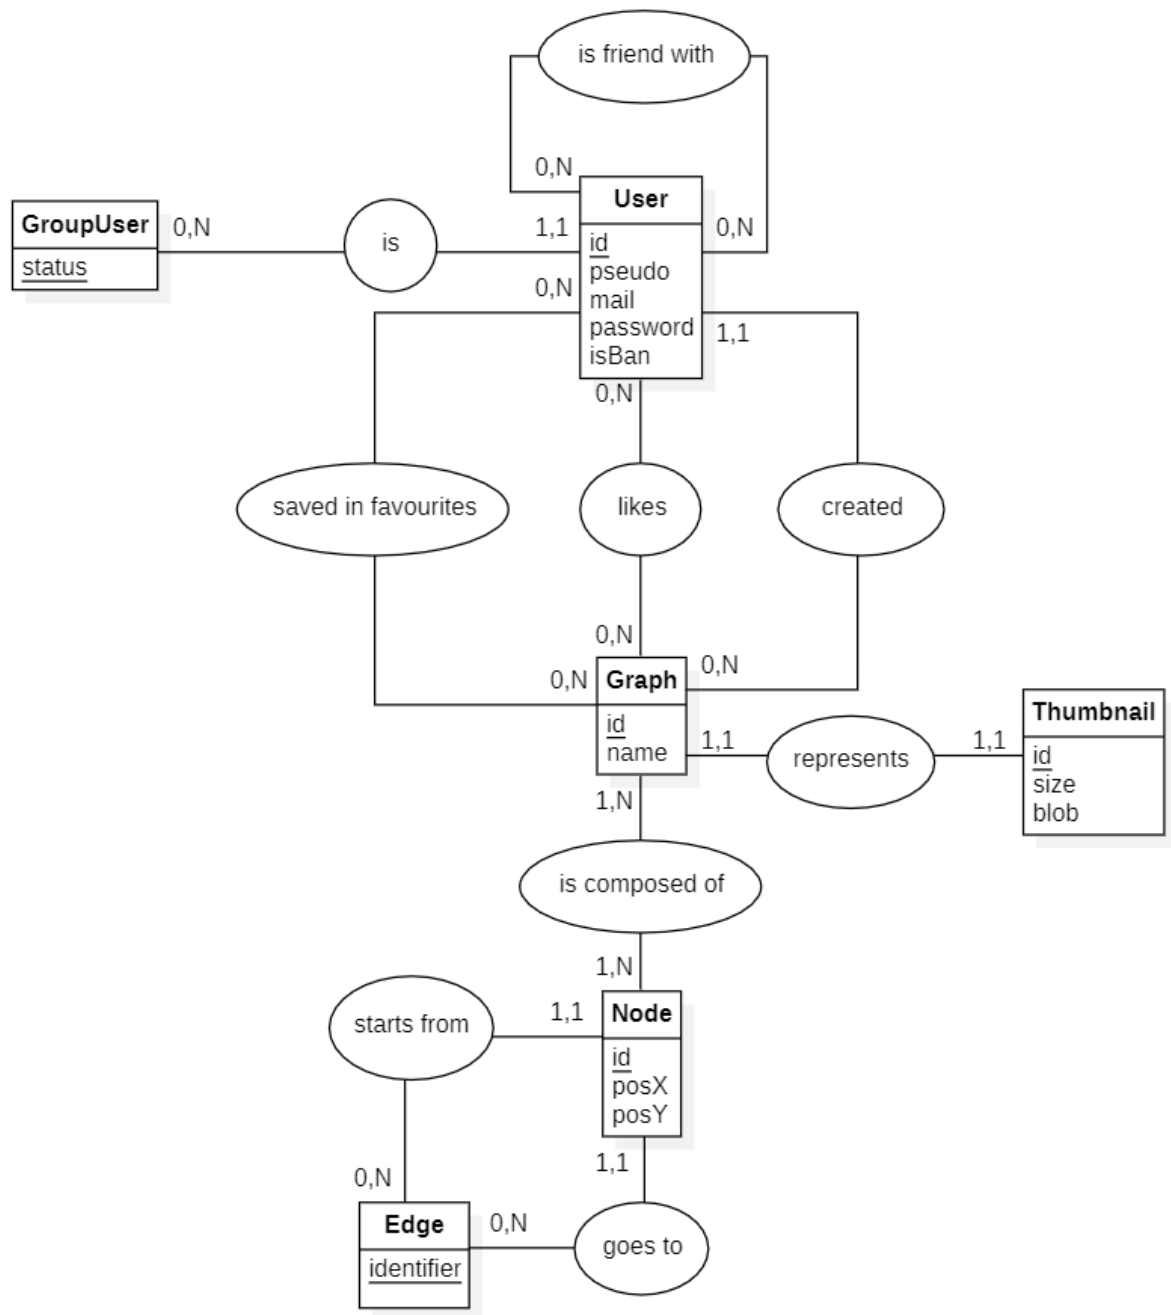 is friend with
0,N
User
GroupUser
0,N
is
1,1
0,N
status
id
pseudo
mail
password
isBan
0,N
1,1
0,N
saved in favourites
likes
created
0,N
0,N
Graph
0,N
id
name
1,1
represents
1,1
Thumbnail
id
size
blob
1,N
is composed of
1,N
starts from
1,1
Node
id
posX
posY
1,1
0,N
Edge
0,N
goes to
identifier